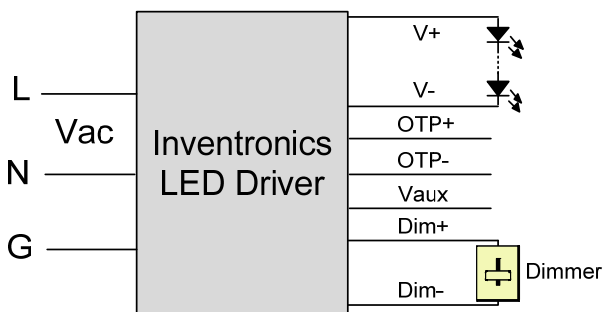 L
Vac
N
G
Inventronics
LED Driver
V+
V-
OTP+
OTP-
Vaux
Dim+
Dim-
Dimmer